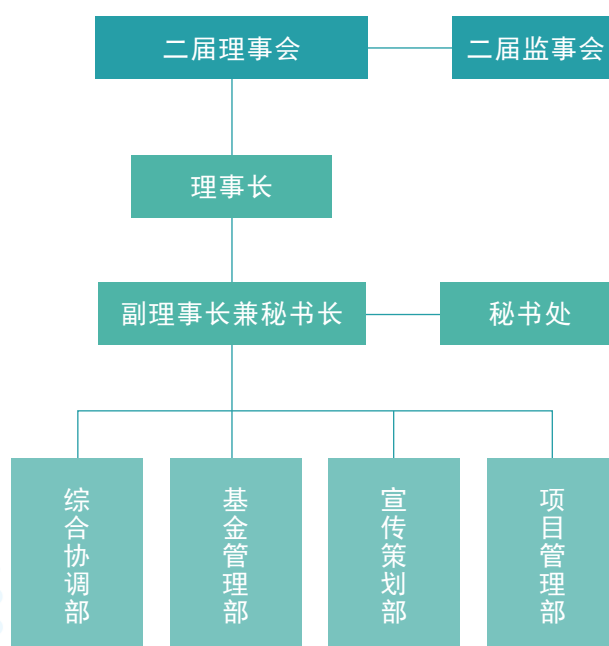 二届理事会
二届监事会
理事长
副理事长兼秘书长
秘书处
综合协调部
基金管理部
宣传策划部
项目管理部